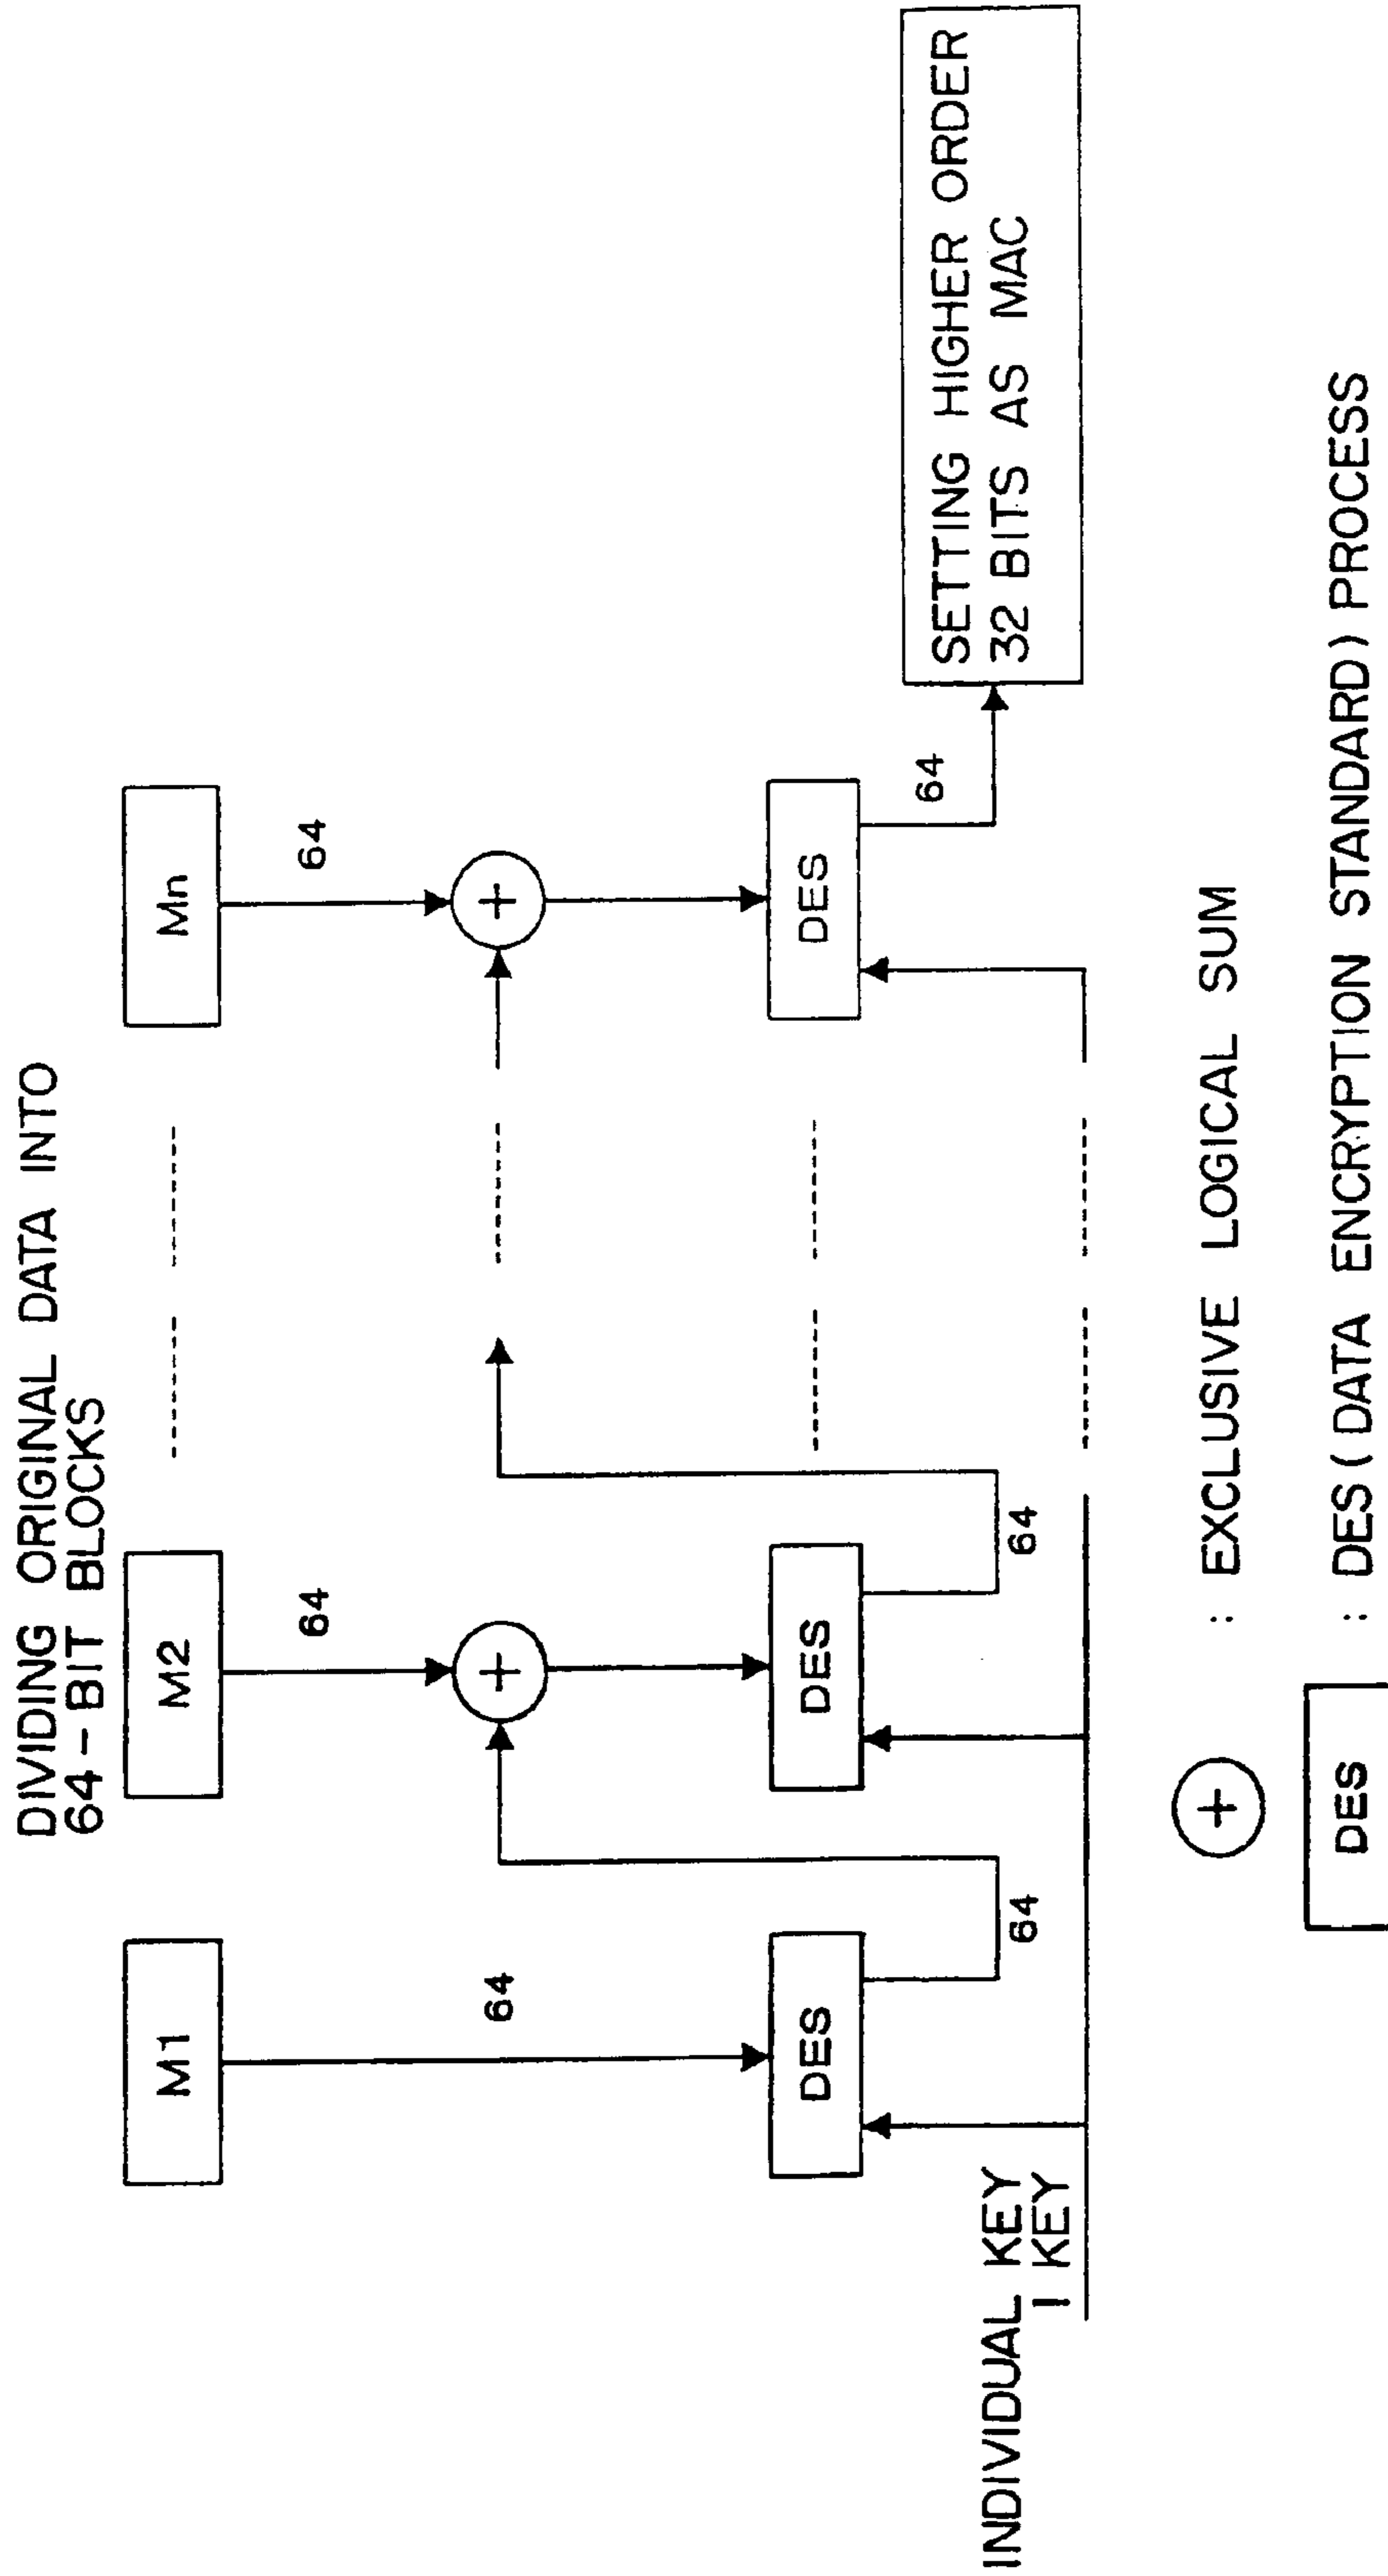 DIVIDING ORIGINAL DATA INTO
64-BIT BLOCKS
M1
M2
Mn
64
64
64
DES
DES
DES
64
64
64
INDIVIDUAL KEY
I KEY
SETTING HIGHER ORDER
32 BITS AS MAC
+ : EXCLUSIVE LOGICAL SUM
DES : DES (DATA ENCRYPTION STANDARD) PROCESS